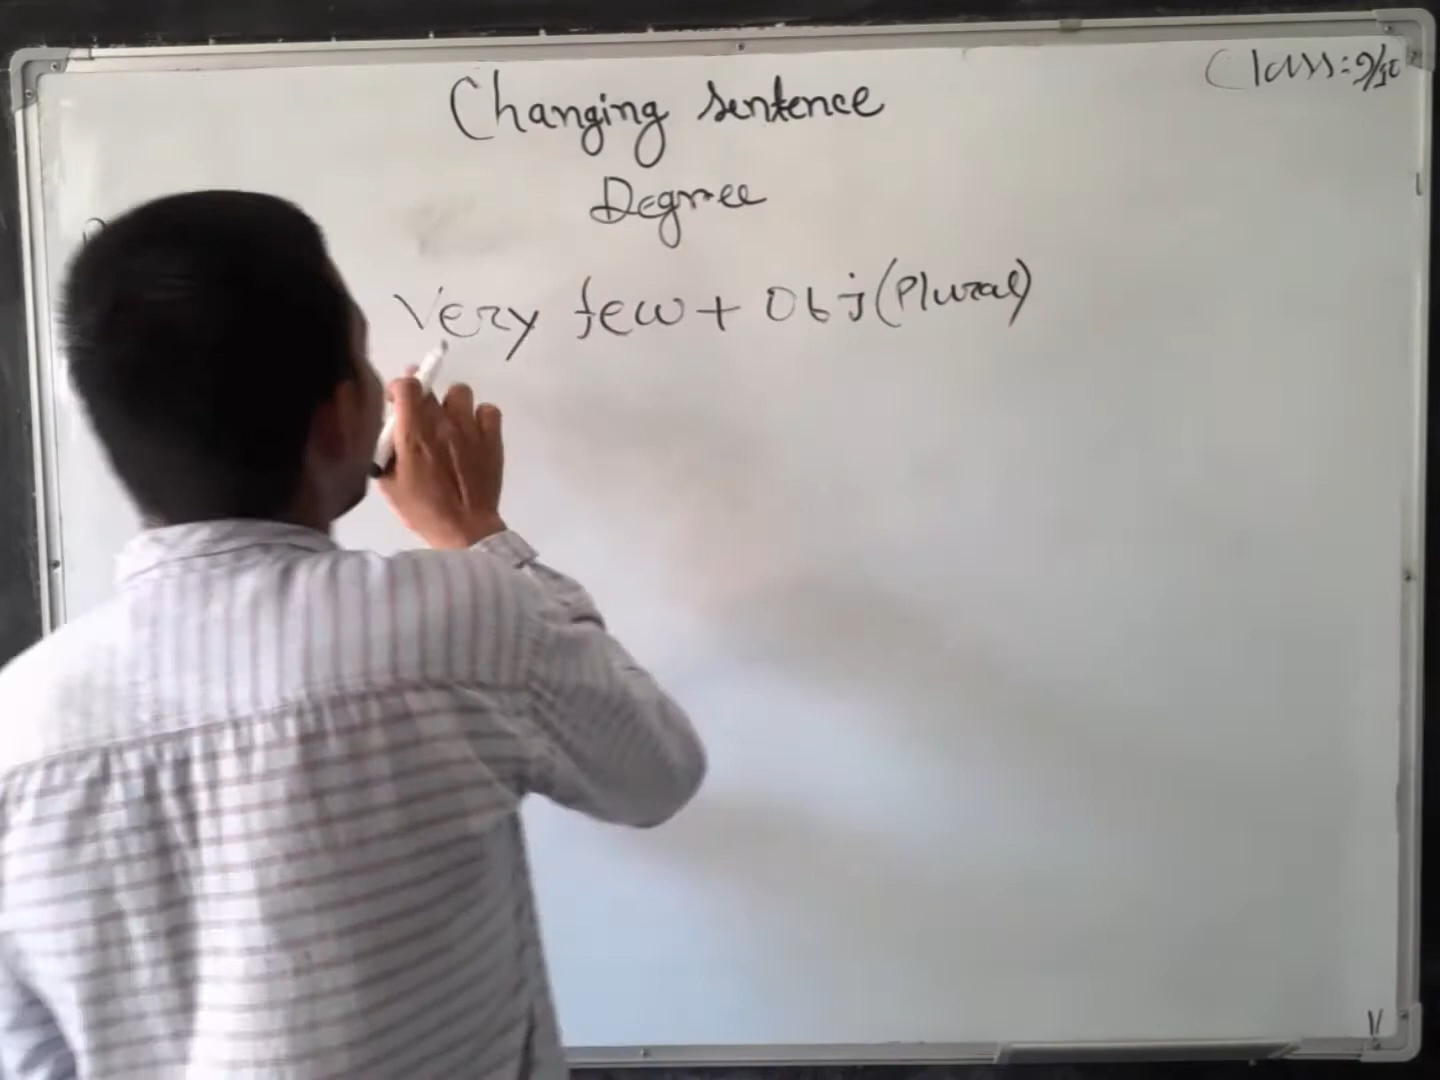 Class: 9/10
Changing sentence
Degree
Very few + Obj (Plural)